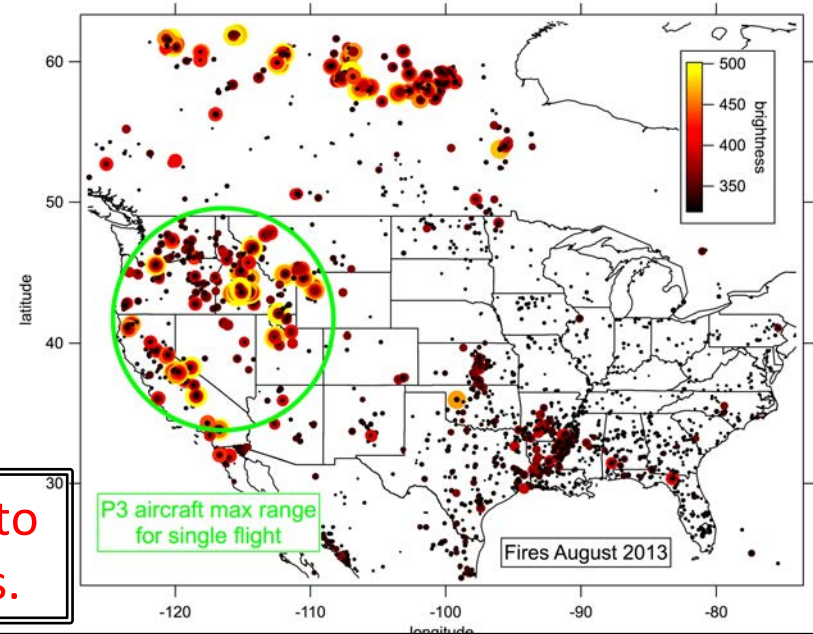 60
50
40
30
latitude
500
450
400
350
brightness
P3 aircraft max range
for single flight
Fires August 2013
to
s.
-120
-110
-100
-90
-80
longitude